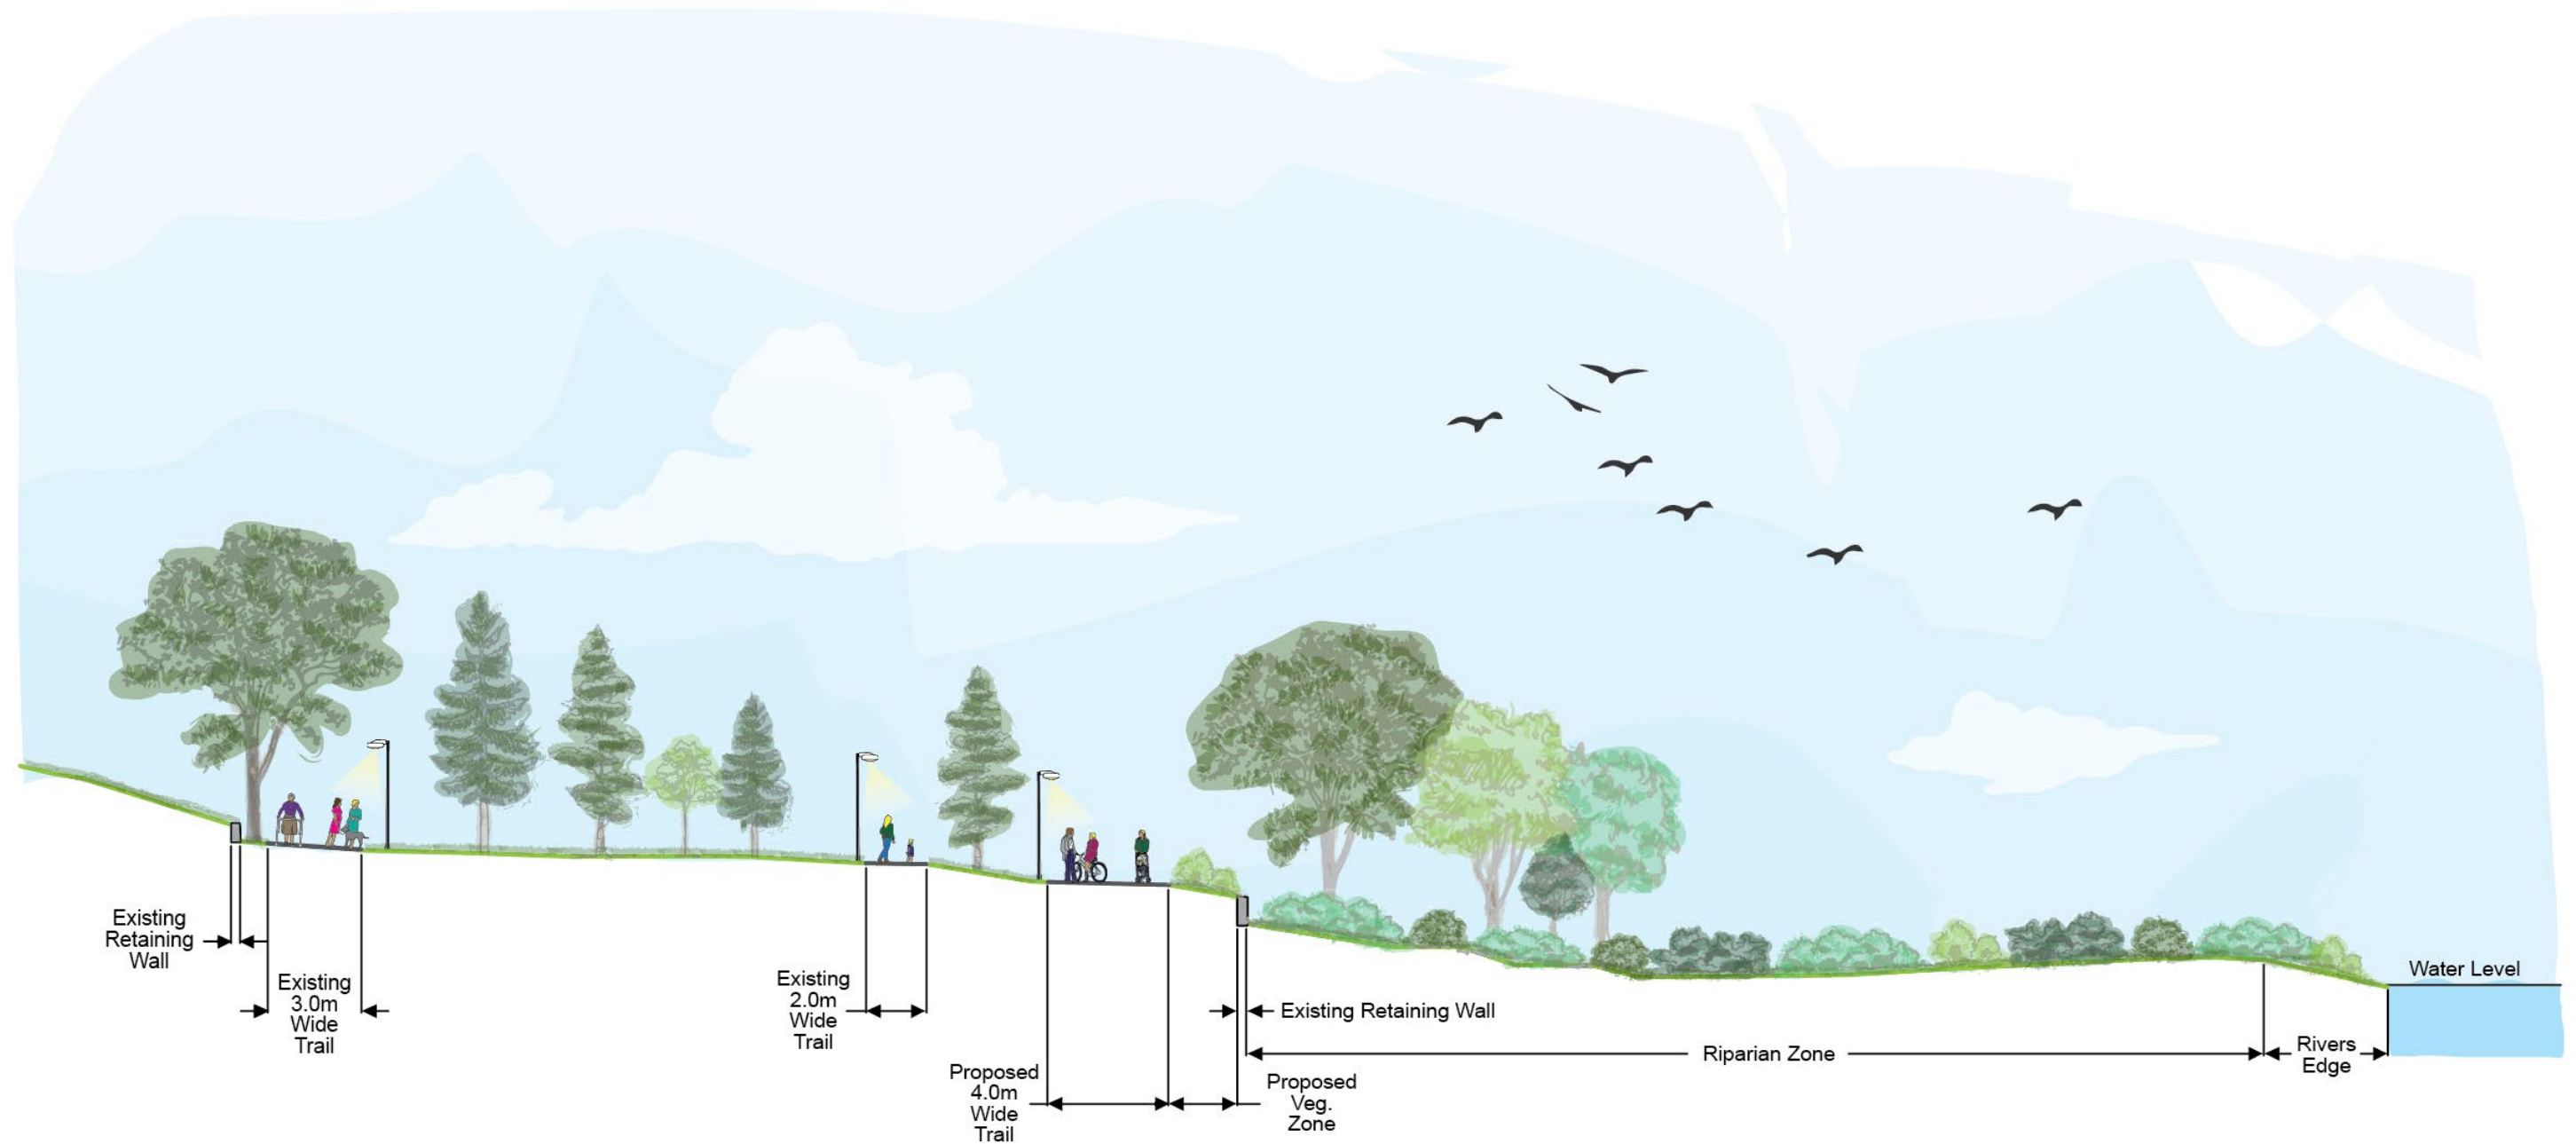 Existing
Retaining
Wall
Existing
3.0m
Wide
Trail
Existing
2.0m
Wide
Trail
Proposed
4.0m
Wide
Trail
Proposed
Veg.
Zone
Existing Retaining Wall
Riparian Zone
Rivers
Edge
Water Level